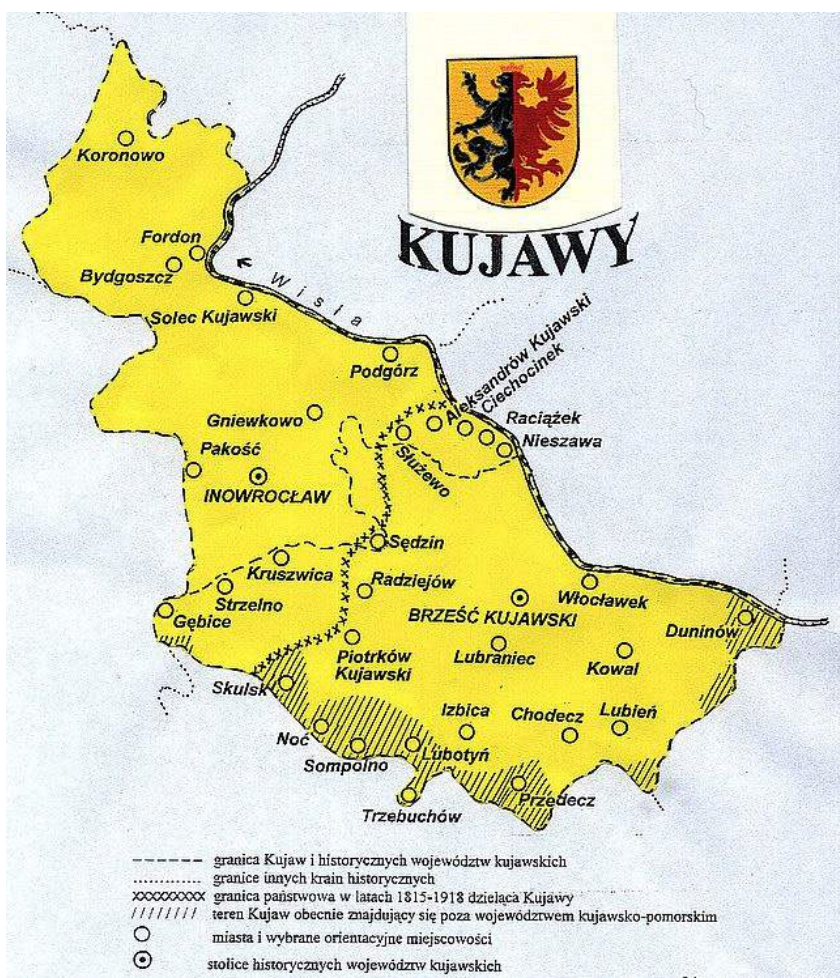 KUJAWY
Koronowo
Fordon
Bydgoszcz
Wisła
Solec Kujawski
Podgórz
Aleksandrów Kujawski
Ciechocinek
Raciążek
Nieszawa
Gniewkowo
Służewo
Pakość
INOWROCŁAW
Sędzin
Kruszwica
Radziejów
Strzelno
Gębice
BRZEŚĆ KUJAWSKI
Włocławek
Duninów
Piotrków
Kujawski
Lubraniec
Kowal
Skulsk
Izbica
Chodecz
Lubień
Noć
Sompolno
Lubotyń
Przedecz
Trzebuchów
granica Kujaw i historycznych województw kujawskich
granice innych krain historycznych
granica państwowa w latach 1815-1918 dzieląca Kujawy
teren Kujaw obecnie znajdujący się poza województwem kujawsko-pomorskim
miasta i wybrane orientacyjne miejscowości
stolice historycznych województw kujawskich